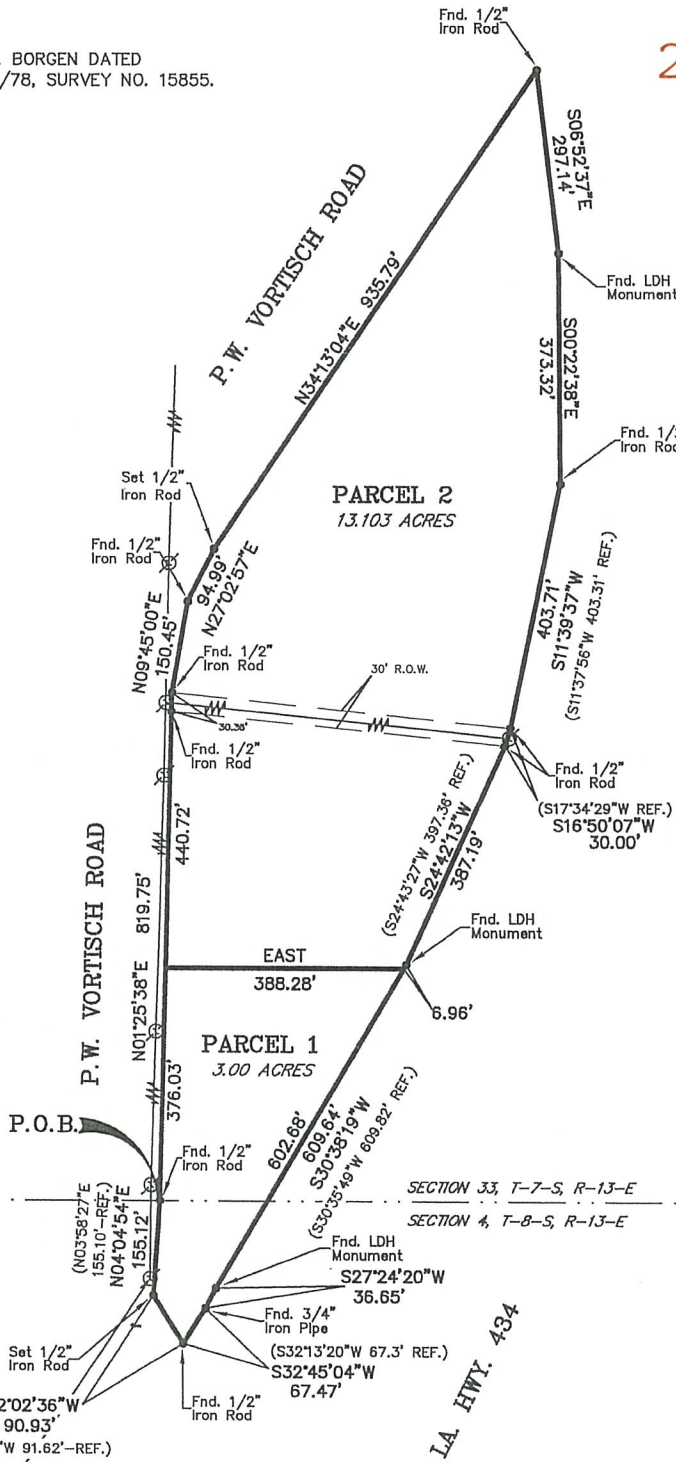 BORGEN DATED
/78, SURVEY NO. 15855.
2
Fnd. 1/2"
Iron Rod
S06°52'37"E
297.14'
P.W. VORTISCH ROAD
N34°13'04"E 935.79'
Fnd. LDH
Monument
S00°22'38"E
373.32'
Fnd. 1/2
Iron Rod
Set 1/2"
Iron Rod
PARCEL 2
13.103 ACRES
Fnd. 1/2"
Iron Rod
94.99'
N27°02'57"E
403.71'
S11°39'37"W
(S11°37'56"W 403.31' REF.)
N09°45'00"E
150.45'
Fnd. 1/2"
Iron Rod
30' R.O.W.
30.38'
Fnd. 1/2"
Iron Rod
Fnd. 1/2"
Iron Rod
(S17°34'29"W REF.)
S16°50'07"W
30.00'
440.72'
(S24°43'27"W 397.36' REF.)
S24°42'13"W
387.19'
P.W. VORTISCH ROAD
N01°25'38"E 819.75'
Fnd. LDH
Monument
EAST
388.28'
6.96'
PARCEL 1
3.00 ACRES
376.03'
602.68'
609.64'
S30°38'19"W
(S30°35'49"W 609.82' REF.)
P.O.B.
Fnd. 1/2"
Iron Rod
SECTION 33, T-7-S, R-13-E
SECTION 4, T-8-S, R-13-E
(N03°58'27"E
155.10'-REF.)
N04°04'54"E
155.12'
Fnd. LDH
Monument
S27°24'20"W
36.65'
Fnd. 3/4"
Iron Pipe
Set 1/2"
Iron Rod
(S32°13'20"W 67.3' REF.)
S32°45'04"W
67.47'
Fnd. 1/2"
Iron Rod
2°02'36"W
90.93'
"W 91.62'-REF.)
LA. HWY. 434